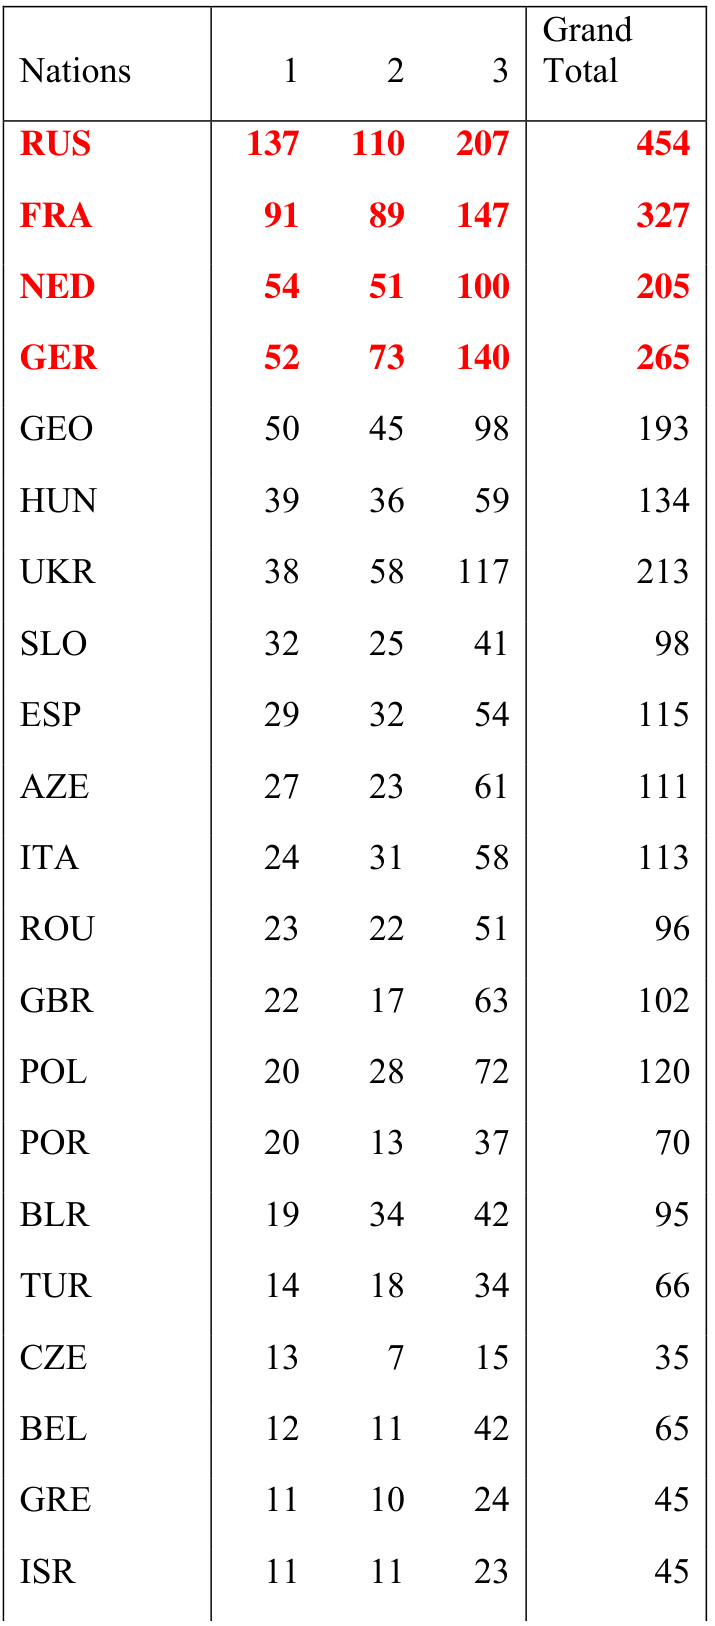 Nations 1 2 3 Grand Total
RUS 137 110 207 454
FRA 91 89 147 327
NED 54 51 100 205
GER 52 73 140 265
GEO 50 45 98 193
HUN 39 36 59 134
UKR 38 58 117 213
SLO 32 25 41 98
ESP 29 32 54 115
AZE 27 23 61 111
ITA 24 31 58 113
ROU 23 22 51 96
GBR 22 17 63 102
POL 20 28 72 120
POR 20 13 37 70
BLR 19 34 42 95
TUR 14 18 34 66
CZE 13 7 15 35
BEL 12 11 42 65
GRE 11 10 24 45
ISR 11 11 23 45